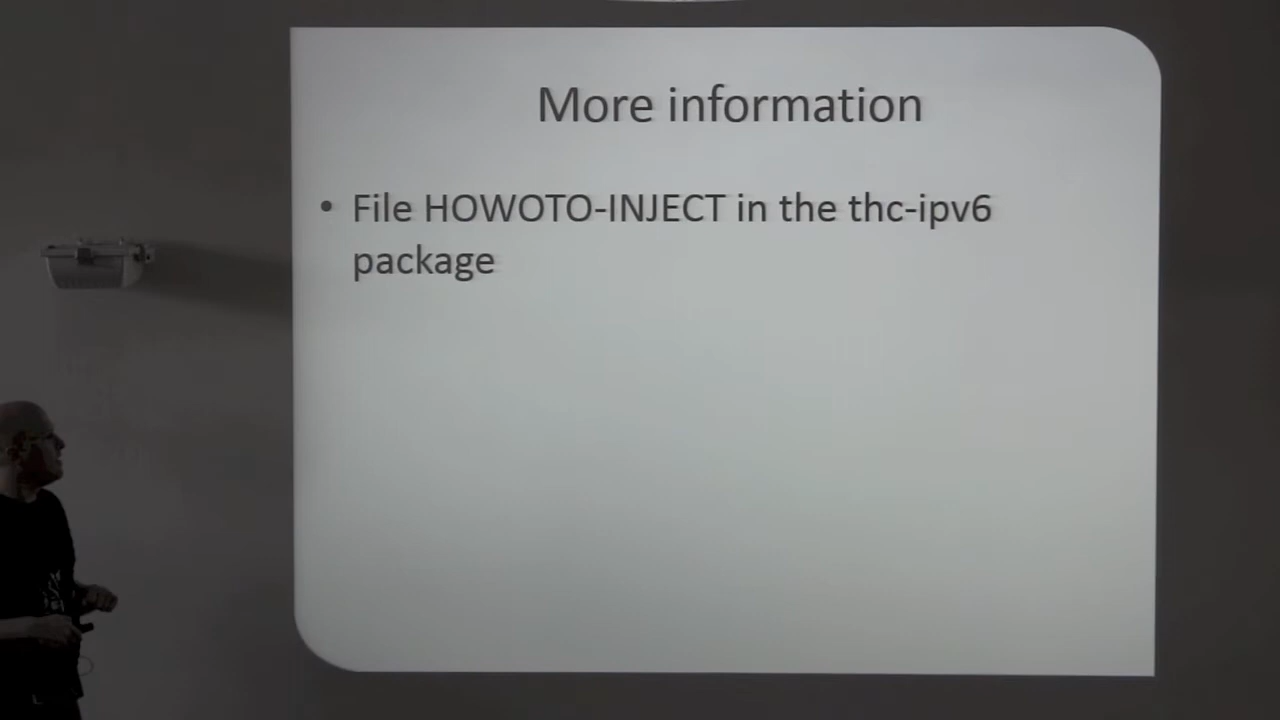 More information
• File HOWOTO-INJECT in the thc-ipv6
package